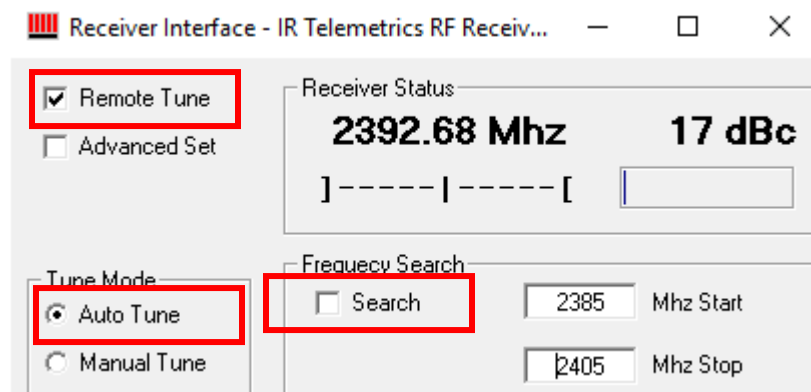 Receiver Interface - IR Telemetrics RF Receiv...
Remote Tune
Advanced Set
Receiver Status
2392.68 Mhz 17 dBc
]-----|-----[
Tune Mode
Auto Tune
Manual Tune
Frequecy Search
Search
2385 Mhz Start
2405 Mhz Stop